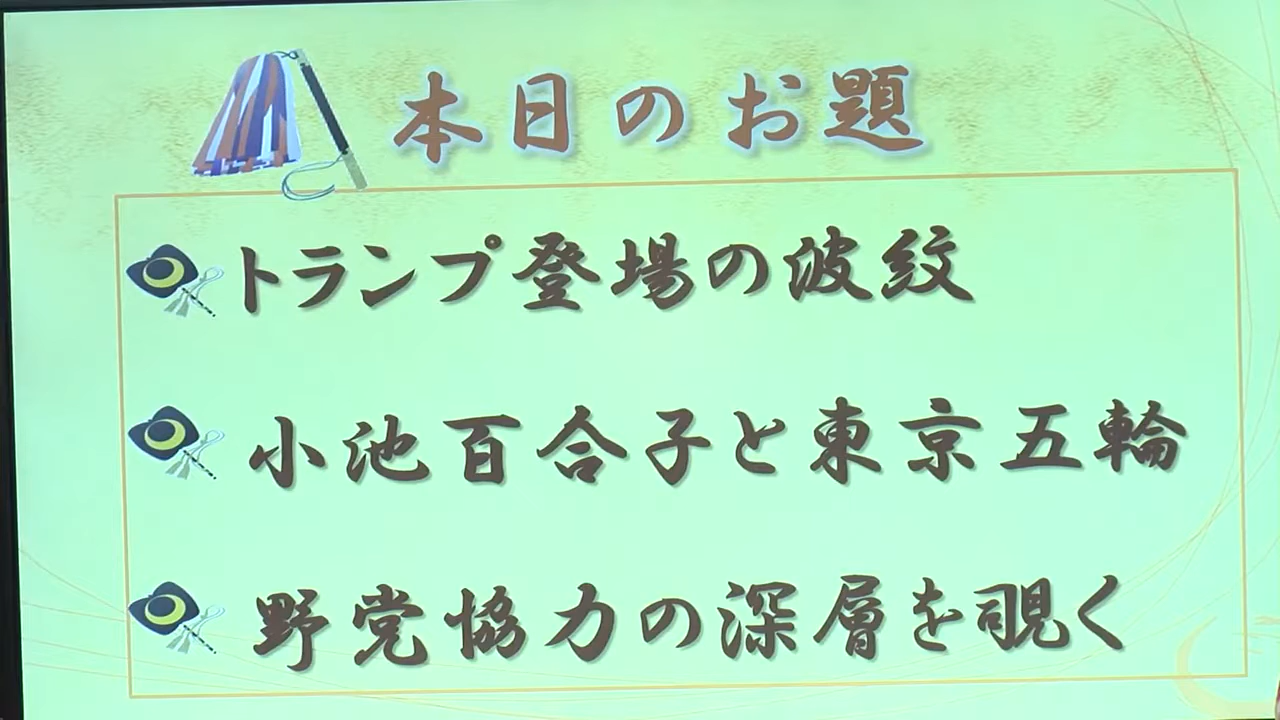 本日のお題
トランプ登場の波紋
小池百合子と東京五輪
野党協力の深層を覗く